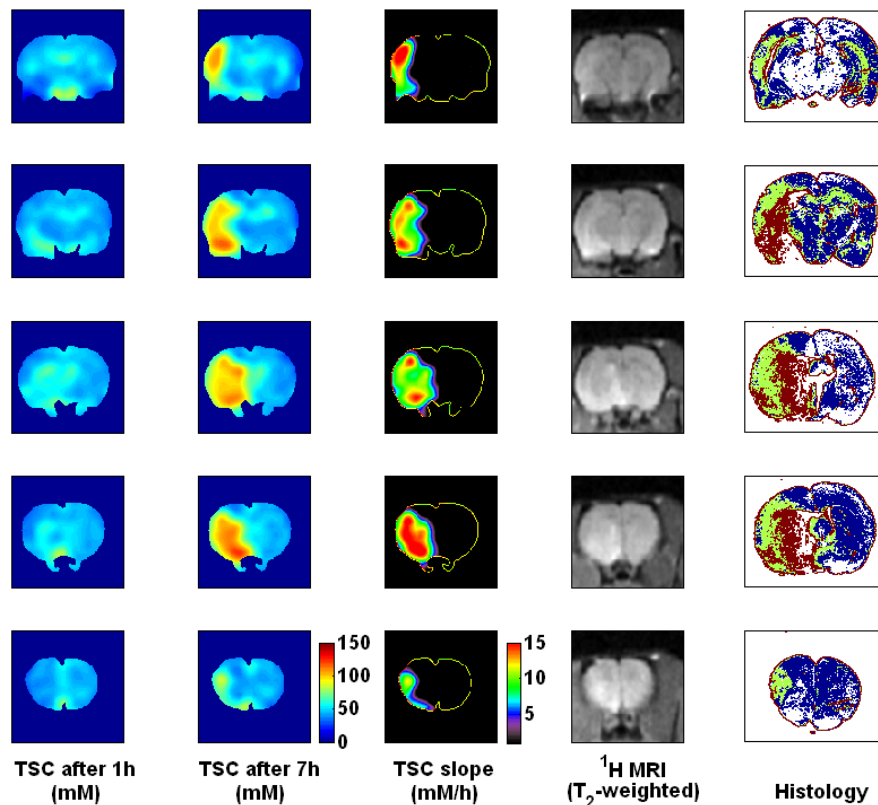 150
100
50
0
15
10
5
TSC after 1h
(mM)
TSC after 7h
(mM)
TSC slope
(mM/h)
¹H MRI
(T₂-weighted)
Histology